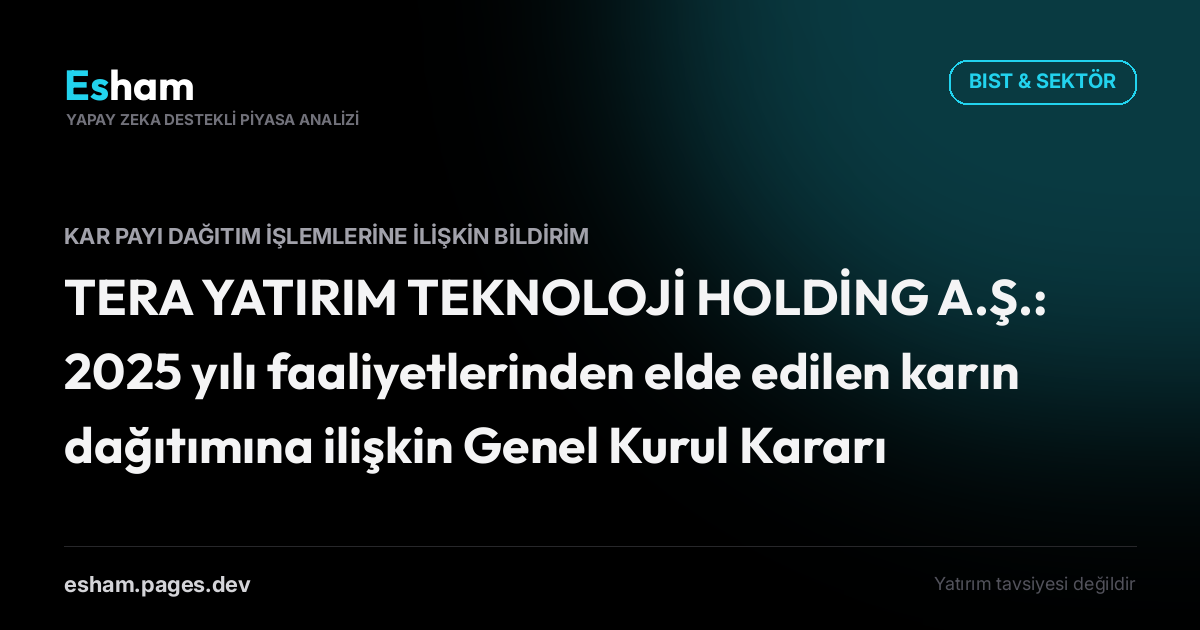 Esham
BIST & SEKTÖR
YAPAY ZEKA DESTEKLİ PİYASA ANALİZİ
KAR PAYI DAĞITIM İŞLEMLERİNE İLİŞKİN BİLDİRİM
TERA YATIRIM TEKNOLOJİ HOLDİNG A.Ş.:
2025 yılı faaliyetlerinden elde edilen karın
dağıtımına ilişkin Genel Kurul Kararı
esham.pages.dev
Yatırım tavsiyesi değildir